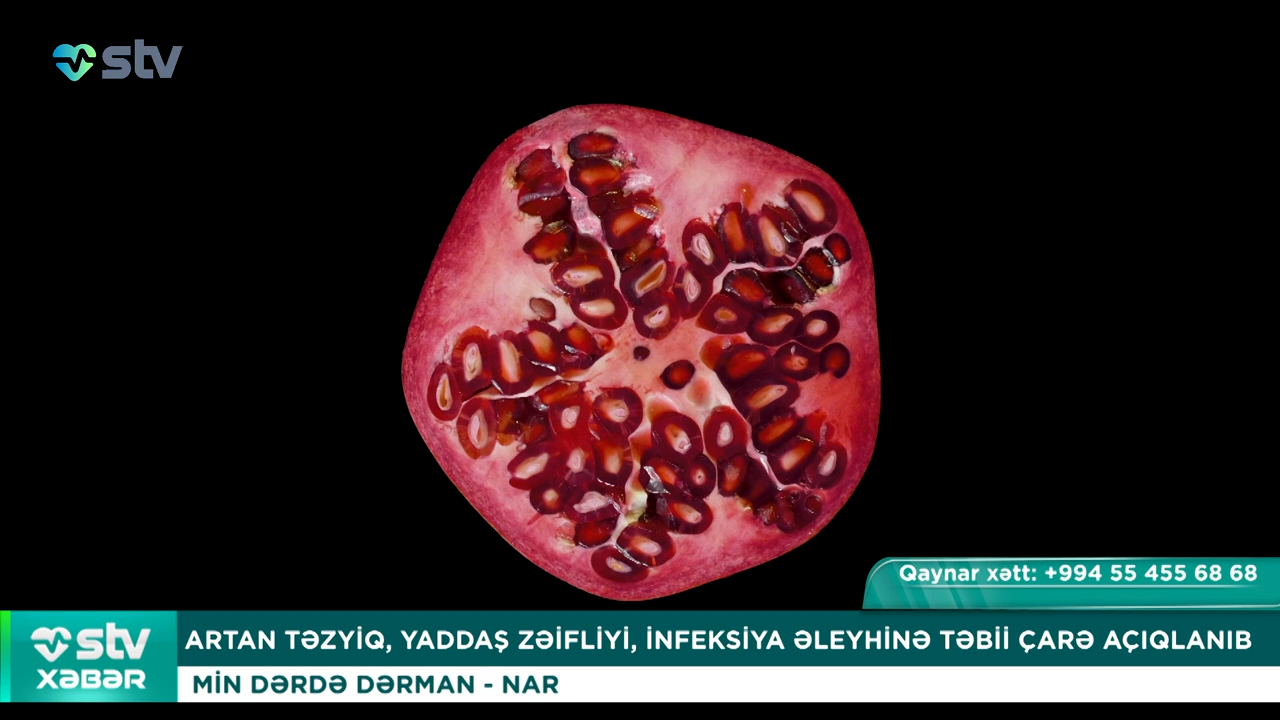 stv
Qaynar xətt: +994 55 455 68 68
stv
XƏBƏR
ARTAN TƏZYİQ, YADDAŞ ZƏİFLİYİ, İNFEKSİYA ƏLEYHİNƏ TƏBİİ ÇARƏ AÇIQLANIB
MİN DƏRDƏ DƏRMAN - NAR